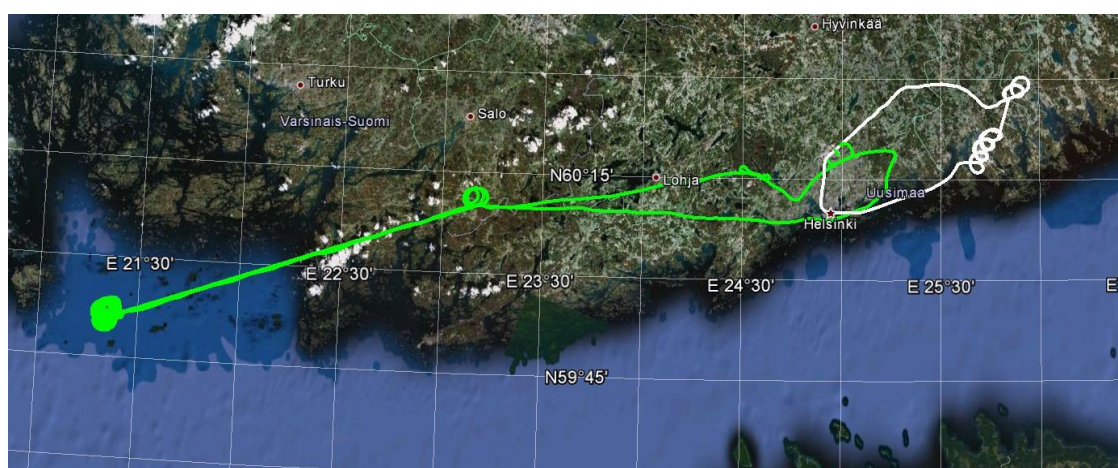 Hyvinkää
Turku
Varsinais-Suomi
Salo
N60°15'
Lohja
Uusimaa
Helsinki
E 21°30'
E 22°30'
E 23°30'
E 24°30'
E 25°30'
E
N59°45'